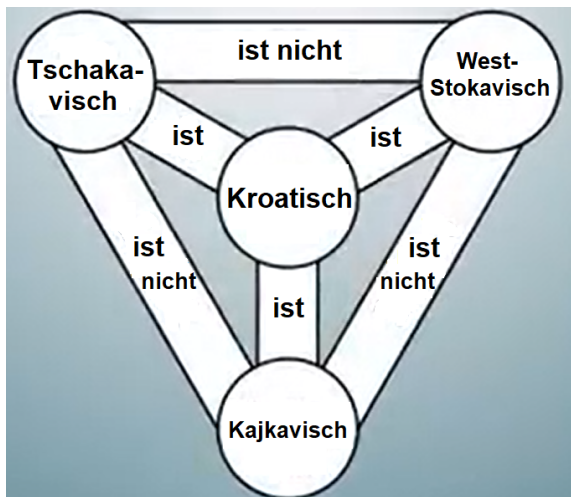 ist nicht
Tschaka-
visch
West-
Stokavisch
ist
ist
Kroatisch
ist
nicht
ist
nicht
ist
Kajkavisch